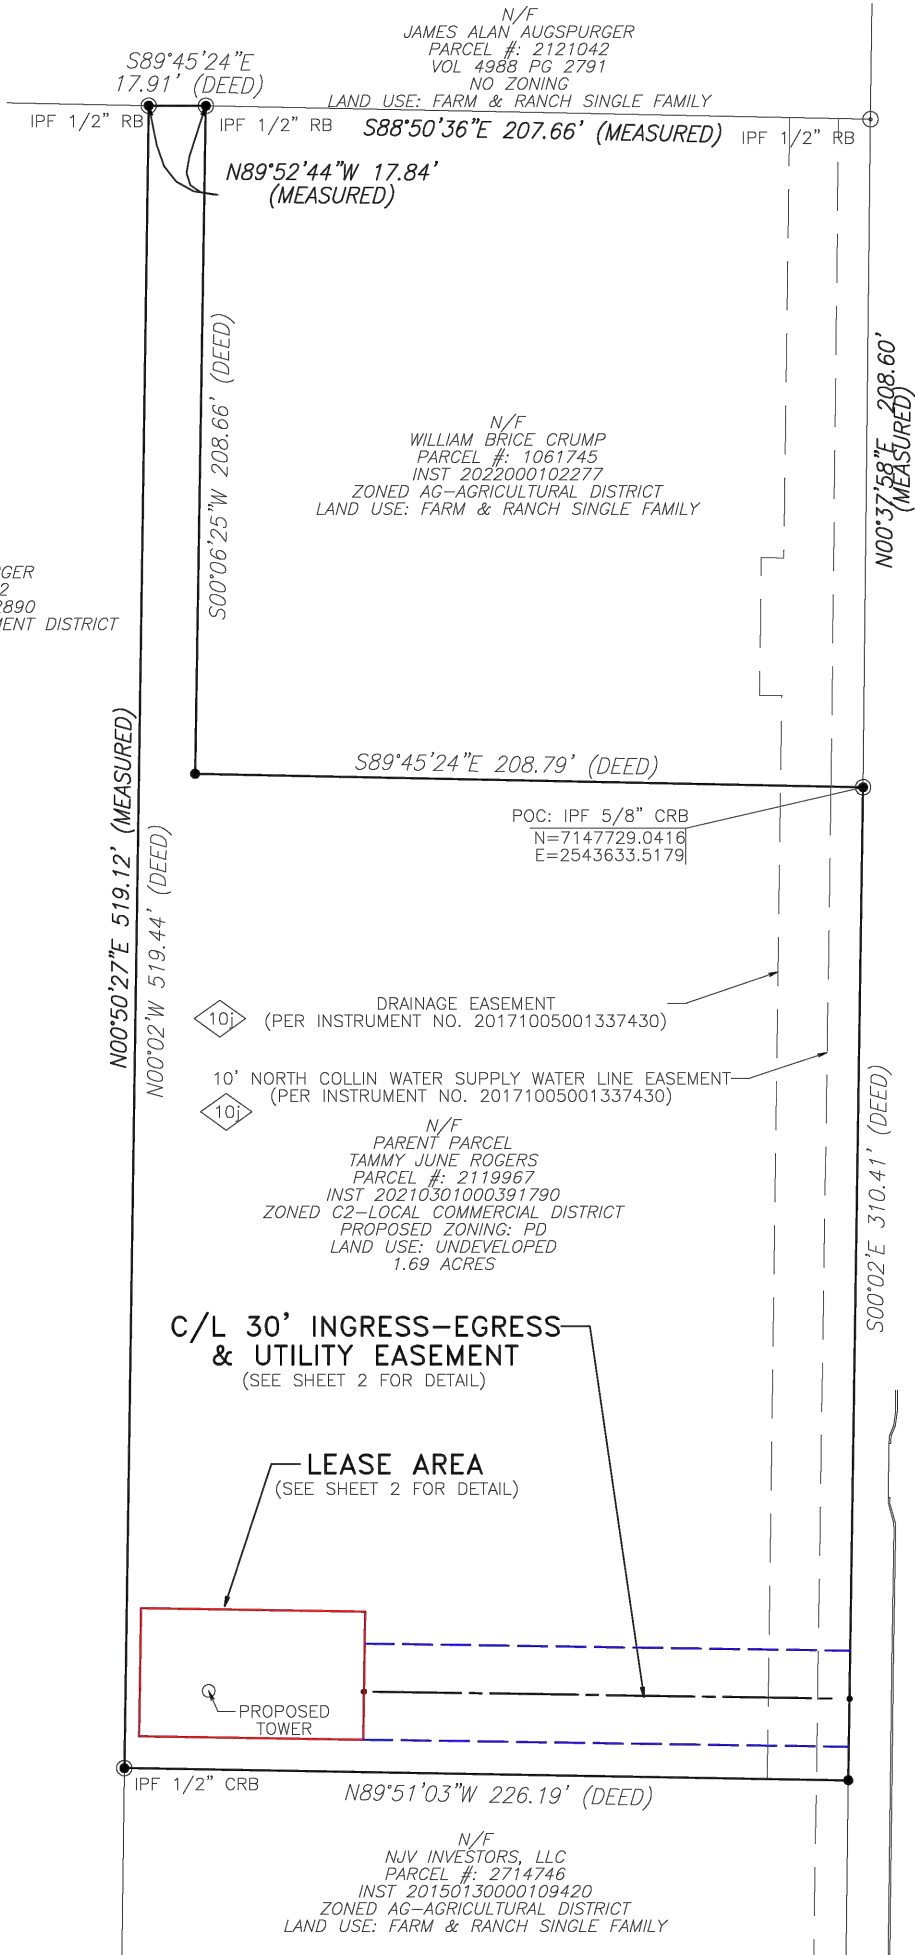 N/F
JAMES ALAN AUGSPURGER
PARCEL #: 2121042
VOL 4988 PG 2791
NO ZONING
LAND USE: FARM & RANCH SINGLE FAMILY
S89°45'24"E
17.91' (DEED)
IPF 1/2" RB
IPF 1/2" RB
S88°50'36"E 207.66' (MEASURED)
IPF 1/2" RB
N89°52'44"W 17.84'
(MEASURED)
S00°06'25"W 208.66' (DEED)
N00°37'58"E 208.60'
(MEASURED)
N/F
WILLIAM BRICE CRUMP
PARCEL #: 1061745
INST 2022000102277
ZONED AG-AGRICULTURAL DISTRICT
LAND USE: FARM & RANCH SINGLE FAMILY
GER
2
2890
MENT DISTRICT
S89°45'24"E 208.79' (DEED)
POC: IPF 5/8" CRB
N=7147729.0416
E=2543633.5179
N00°50'27"E 519.12' (MEASURED)
N00°02'W 519.44' (DEED)
DRAINAGE EASEMENT
10j (PER INSTRUMENT NO. 20171005001337430)
10' NORTH COLLIN WATER SUPPLY WATER LINE EASEMENT
(PER INSTRUMENT NO. 20171005001337430)
10j
N/F
PARENT PARCEL
TAMMY JUNE ROGERS
PARCEL #: 2119967
INST 20210301000391790
ZONED C2-LOCAL COMMERCIAL DISTRICT
PROPOSED ZONING: PD
LAND USE: UNDEVELOPED
1.69 ACRES
S00°02'E 310.41' (DEED)
C/L 30' INGRESS-EGRESS
& UTILITY EASEMENT
(SEE SHEET 2 FOR DETAIL)
LEASE AREA
(SEE SHEET 2 FOR DETAIL)
PROPOSED
TOWER
IPF 1/2" CRB
N89°51'03"W 226.19' (DEED)
N/F
NJV INVESTORS, LLC
PARCEL #: 2714746
INST 20150130000109420
ZONED AG-AGRICULTURAL DISTRICT
LAND USE: FARM & RANCH SINGLE FAMILY